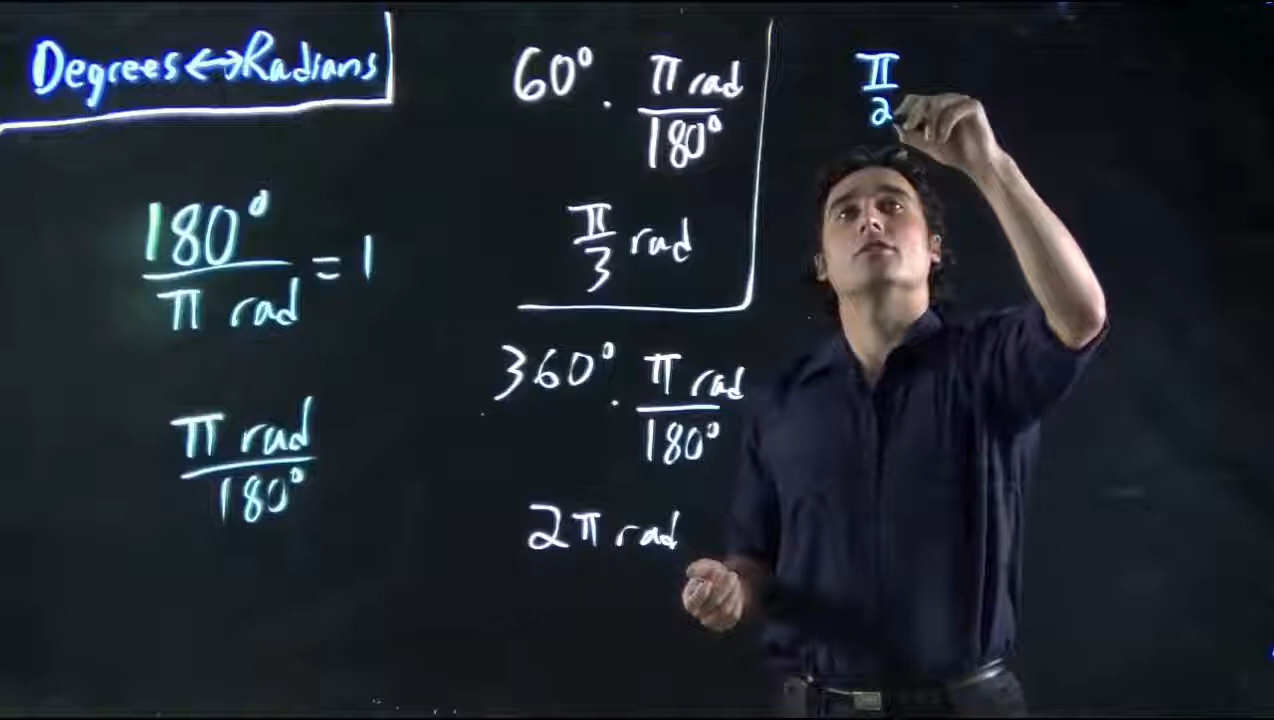 Degrees ↔ Radians
180°
π rad
= 1
π rad
180°
60° · π rad
180°
π
3
rad
360° · π rad
180°
2π rad
π
2